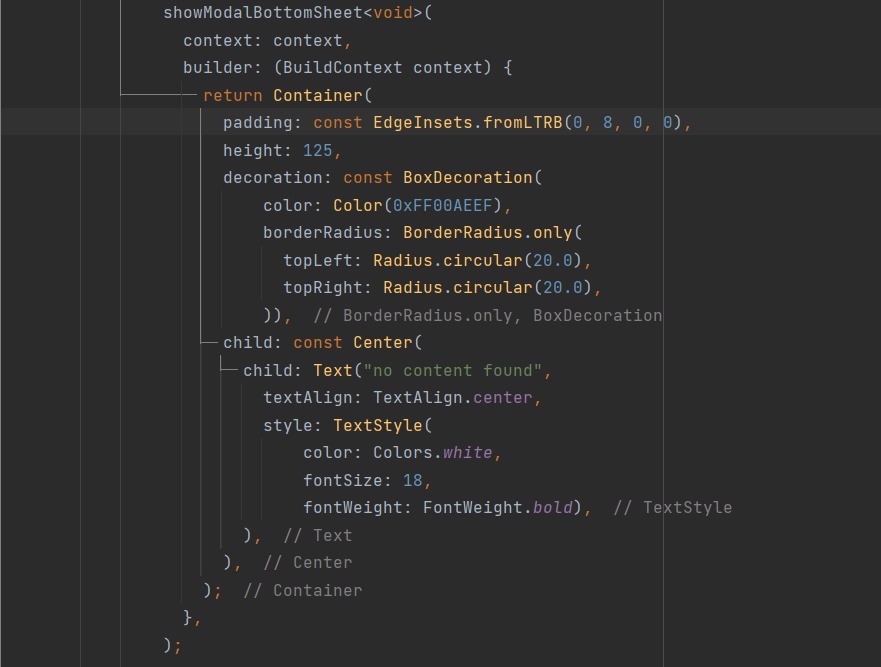 showModalBottomSheet<void>(
context: context,
builder: (BuildContext context) {
return Container(
padding: const EdgeInsets.fromLTRB(0, 8, 0, 0),
height: 125,
decoration: const BoxDecoration(
color: Color(0xFF00AEEF),
borderRadius: BorderRadius.only(
topLeft: Radius.circular(20.0),
topRight: Radius.circular(20.0),
)), // BorderRadius.only, BoxDecoration
child: const Center(
child: Text("no content found",
textAlign: TextAlign.center,
style: TextStyle(
color: Colors.white,
fontSize: 18,
fontWeight: FontWeight.bold), // TextStyle
), // Text
), // Center
); // Container
},
);